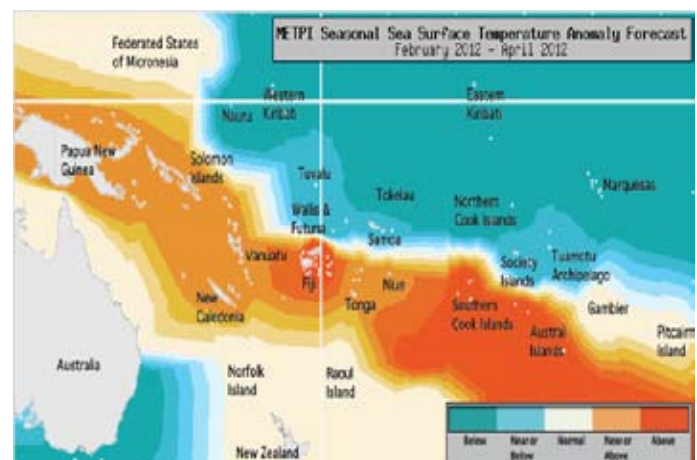 METPI Seasonal Sea Surface Temperature Anomaly Forecast
February 2012 - April 2012
Federated States
of Micronesia
Western
Kiribati
Eastern
Kiribati
Nauru
Papua New
Guinea
Solomon
Islands
Tuvalu
Tokelau
Northern
Cook Islands
Marquesas
Wallis &
Futuna
Samoa
Vanuatu
Fiji
Tonga
Niue
Society
Islands
Tuamotu
Archipelago
New
Caledonia
Southern
Cook Islands
Austral
Islands
Gambier
Pitcairn
Island
Australia
Norfolk
Island
Raoul
Island
New Zealand
Below
Near or
Below
Normal
Near or
Above
Above